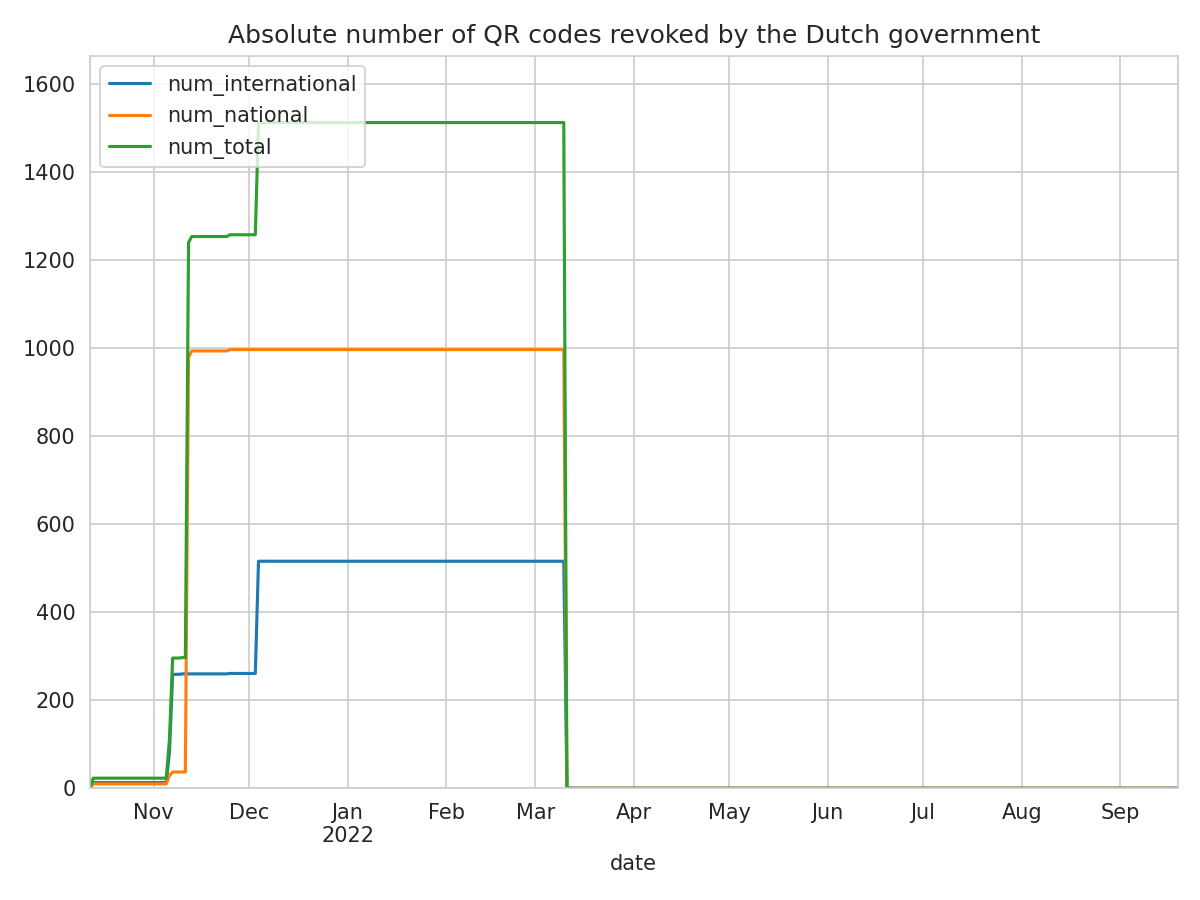 Absolute number of QR codes revoked by the Dutch government
num_international
num_national
num_total
1600
1400
1200
1000
800
600
400
200
0
Nov Dec Jan Feb Mar Apr May Jun Jul Aug Sep
2022
date